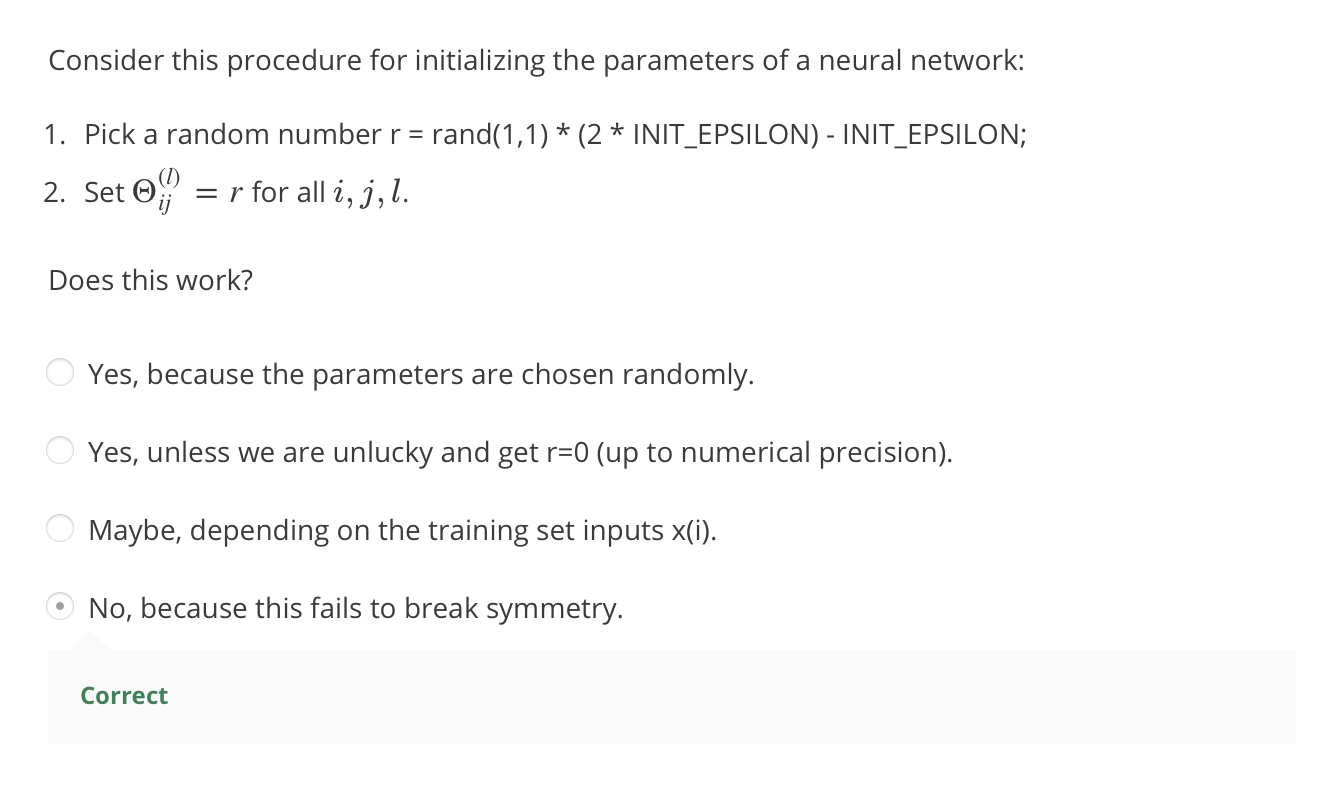 Consider this procedure for initializing the parameters of a neural network:
1. Pick a random number r = rand(1,1) * (2 * INIT_EPSILON) - INIT_EPSILON;
2. Set Θ_{ij}^{(l)} = r for all i, j, l.
Does this work?
Yes, because the parameters are chosen randomly.
Yes, unless we are unlucky and get r=0 (up to numerical precision).
Maybe, depending on the training set inputs x(i).
No, because this fails to break symmetry.
Correct